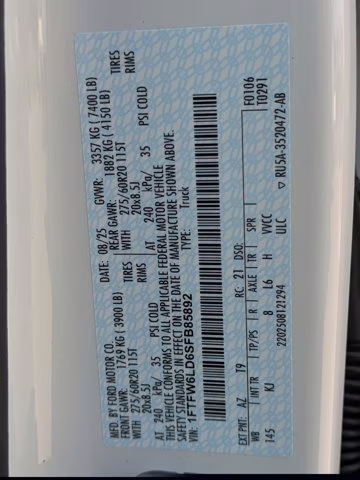 MFD. BY FORD MOTOR CO.
DATE: 08/25 GVWR: 3357 KG ( 7400 LB)
FRONT GAWR: 1769 KG ( 3900 LB) REAR GAWR: 1882 KG ( 4150 LB)
WITH 275/60R20 115T TIRES WITH 275/60R20 115T TIRES
20x8.5J RIMS 20x8.5J RIMS
AT 240 kPa/ 35 PSI COLD AT 240 kPa/ 35 PSI COLD
THIS VEHICLE CONFORMS TO ALL APPLICABLE FEDERAL MOTOR VEHICLE
SAFETY STANDARDS IN EFFECT ON THE DATE OF MANUFACTURE SHOWN ABOVE.
VIN: 1FTFW6LD6SFB85892
TYPE: Truck
F0106
T0291
EXT PNT: AZ T9 RC: 21 DSO:
WB INT TR TP/PS R AXLE TR SPR
145 KJ 8 L6 H VVCC
2202508121294 ULC ▽ RU5A-3520472-AB